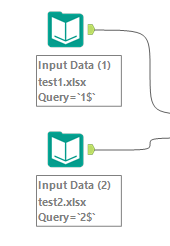 Input Data (1)
test1.xlsx
Query=`1$`
Input Data (2)
test2.xlsx
Query=`2$`